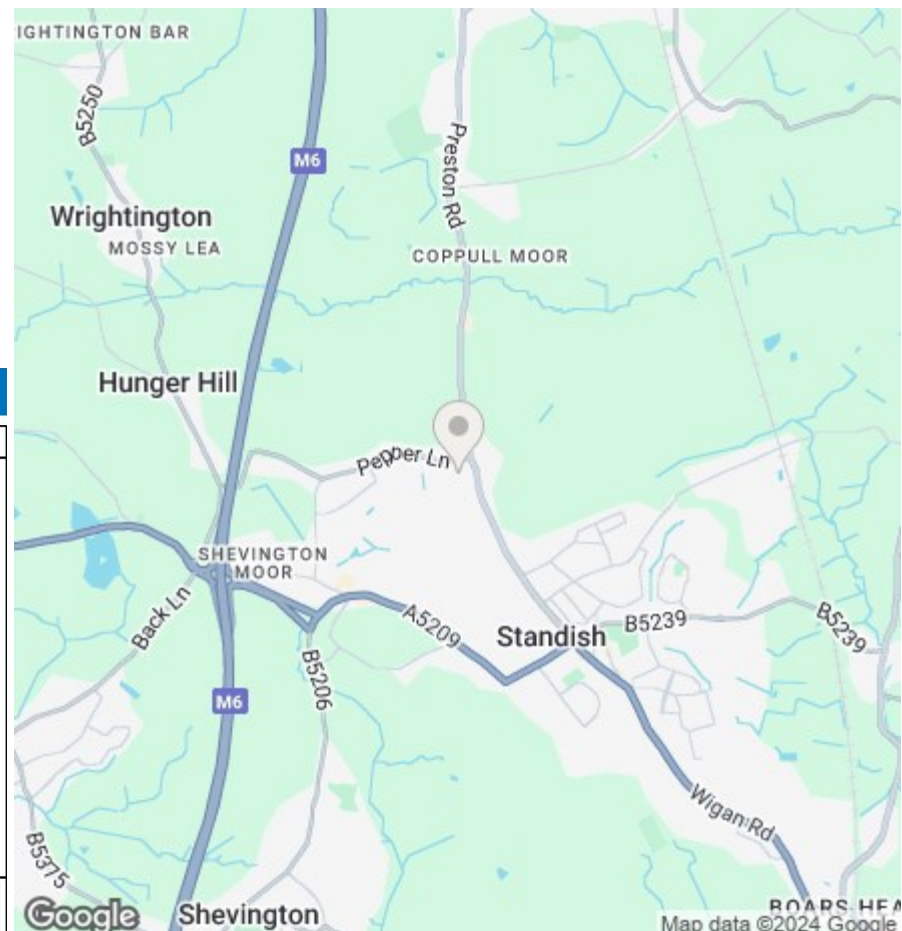 IGHTINGTON BAR
B5250
M6
Preston Rd
Wrightington
MOSSY LEA
COPPULL MOOR
Hunger Hill
Pepper Ln
SHEVINGTON
MOOR
Back Ln
A5209
Standish
B5239
B5239
B5206
M6
Wigan Rd
B5375
Shevington
BOARS HEA
Google
Map data ©2024 Google